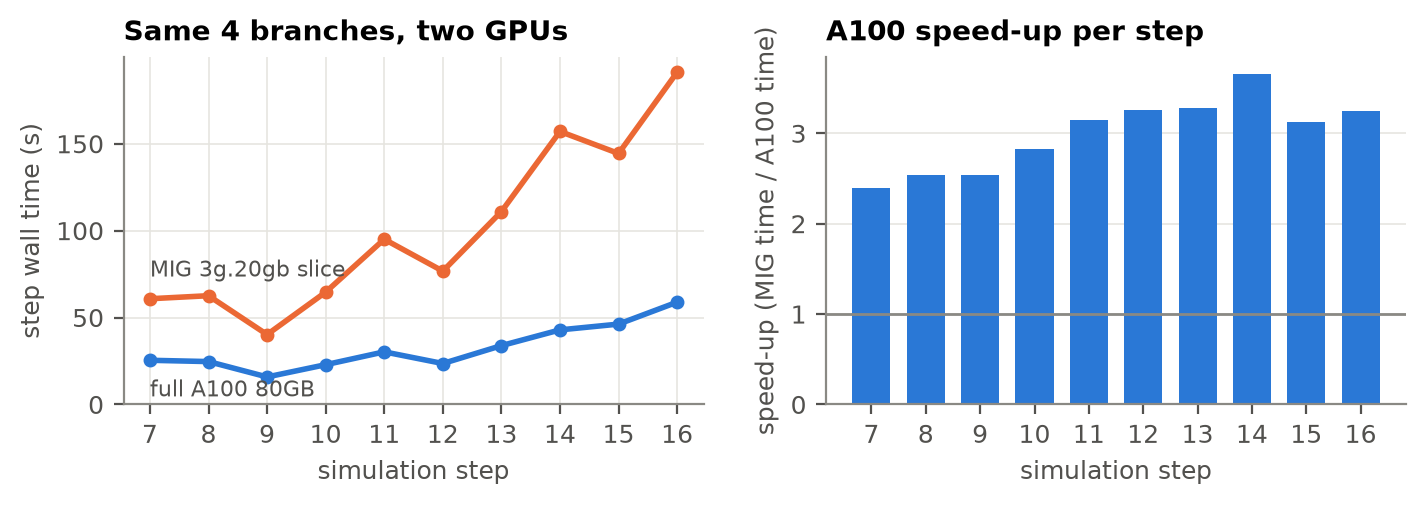 Same 4 branches, two GPUs
step wall time (s)
150
100
50
0
MIG 3g.20gb slice
full A100 80GB
7 8 9 10 11 12 13 14 15 16
simulation step
A100 speed-up per step
speed-up (MIG time / A100 time)
3
2
1
0
7 8 9 10 11 12 13 14 15 16
simulation step